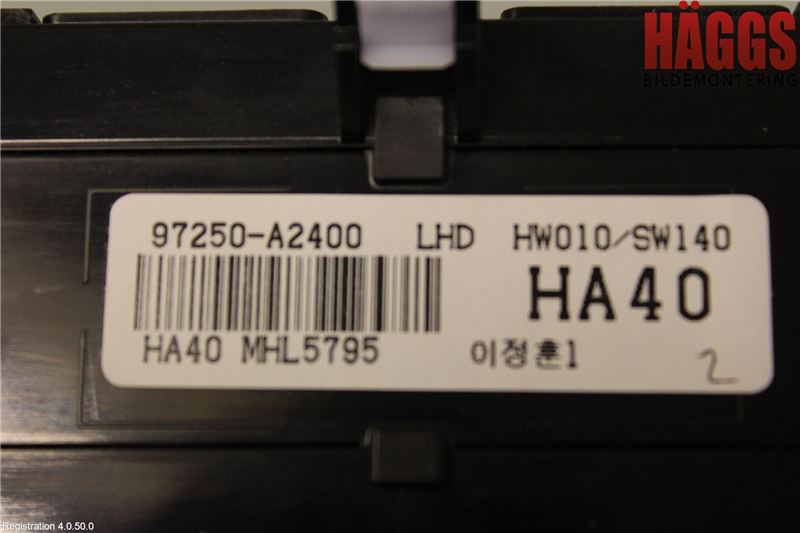 HÄGGS
BILDEMONTERING
97250-A2400 LHD HW010/SW140
HA40
HA40 MHL5795 이정훈1
2
Registration 4.0.50.0